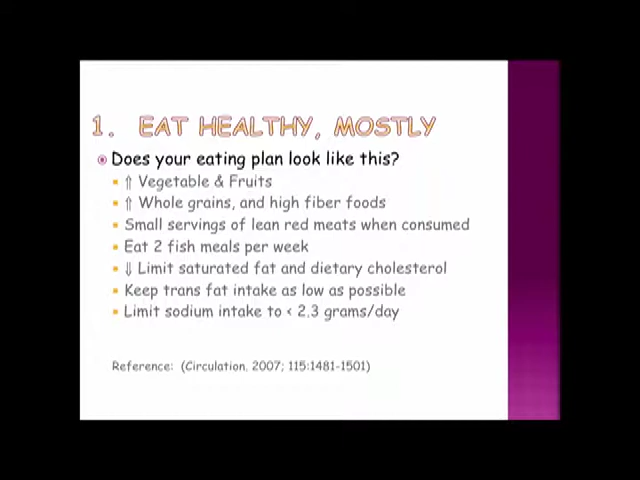 1. EAT HEALTHY, MOSTLY
Does your eating plan look like this?
⇑ Vegetable & Fruits
⇑ Whole grains, and high fiber foods
Small servings of lean red meats when consumed
Eat 2 fish meals per week
⇓ Limit saturated fat and dietary cholesterol
Keep trans fat intake as low as possible
Limit sodium intake to < 2.3 grams/day
Reference: (Circulation, 2007; 115:1481-1501)